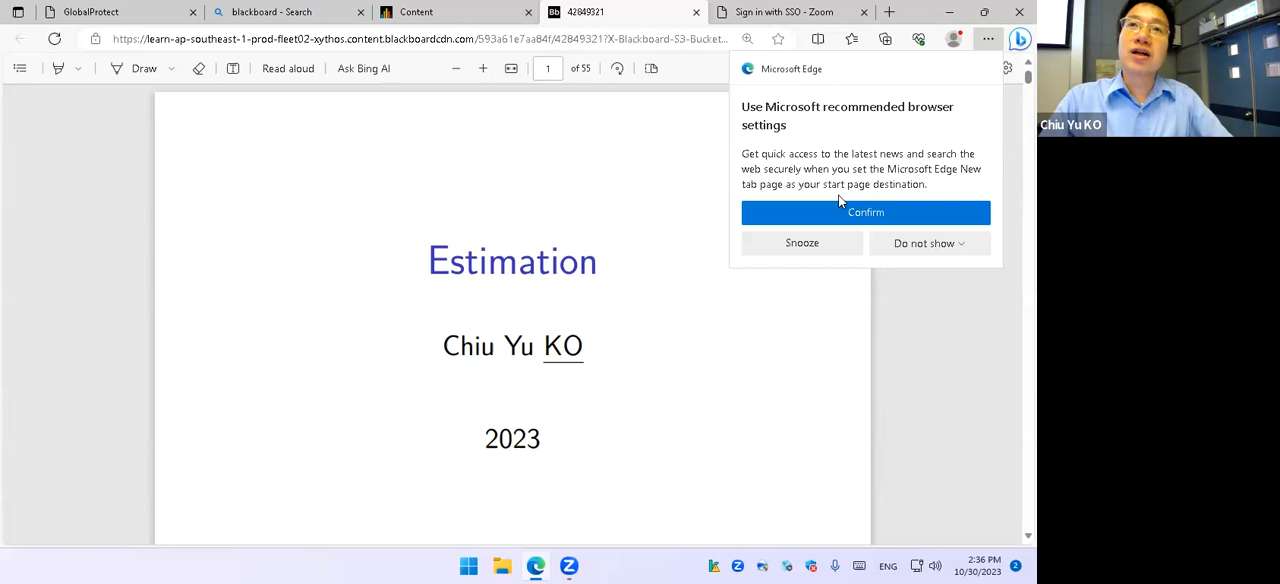 GlobalProtect
blackboard - Search
Content
Bb 42849321
Sign in with SSO - Zoom
https://learn-ap-southeast-1-prod-fleet02-xythos.content.blackboardcdn.com/593a61e7aa84f/42849321?X-Blackboard-S3-Bucket...
Draw
Read aloud
Ask Bing AI
1 of 55
Microsoft Edge
Use Microsoft recommended browser
settings
Get quick access to the latest news and search the
web securely when you set the Microsoft Edge New
tab page as your start page destination.
Confirm
Snooze
Do not show
Estimation
Chiu Yu KO
2023
Chiu Yu KO
ENG
2:36 PM
10/30/2023
2